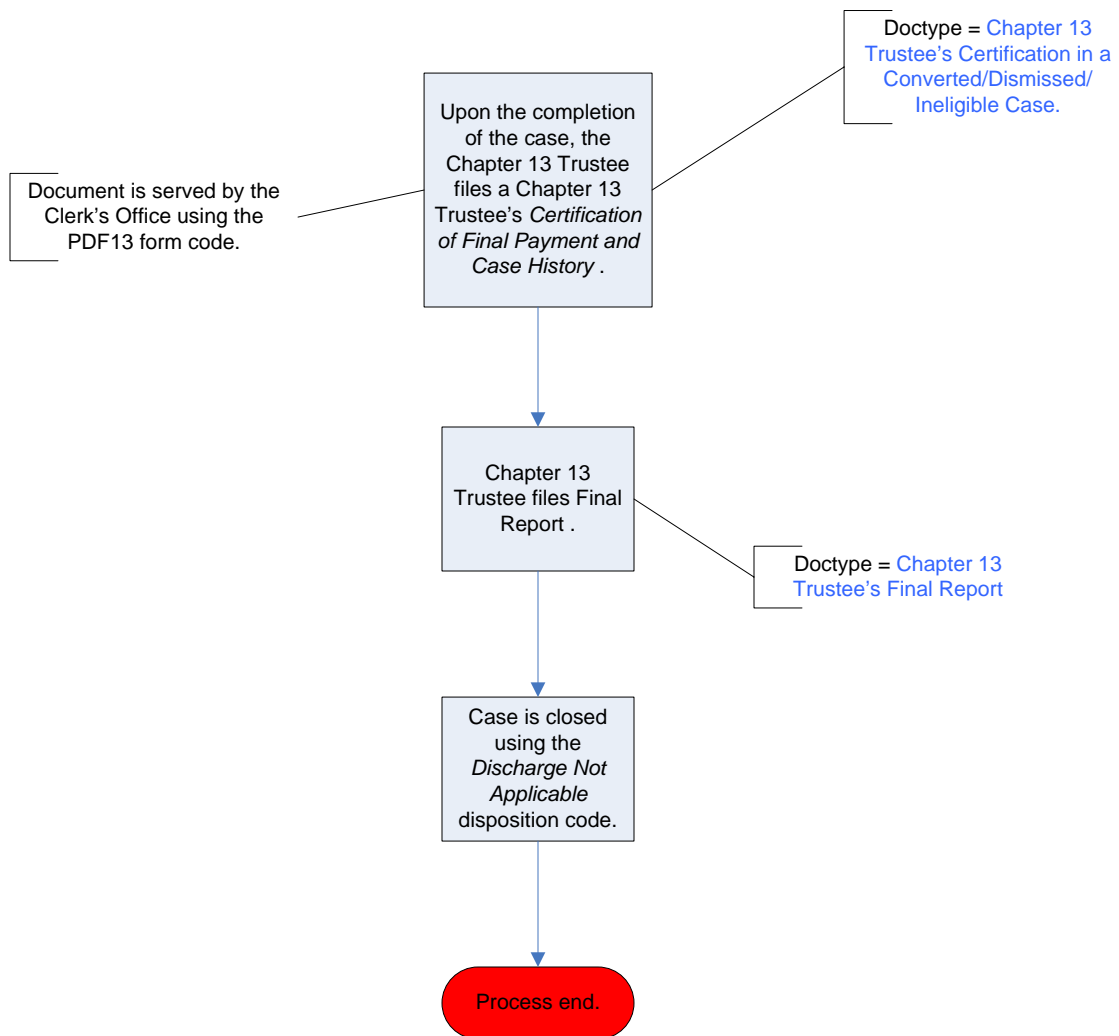 Doctype = Chapter 13
Trustee's Certification in a
Converted/Dismissed/
Ineligible Case.
Upon the completion
of the case, the
Chapter 13 Trustee
files a Chapter 13
Trustee's Certification
of Final Payment and
Case History .
Document is served by the
Clerk's Office using the
PDF13 form code.
Chapter 13
Trustee files Final
Report .
Doctype = Chapter 13
Trustee's Final Report
Case is closed
using the
Discharge Not
Applicable
disposition code.
Process end.